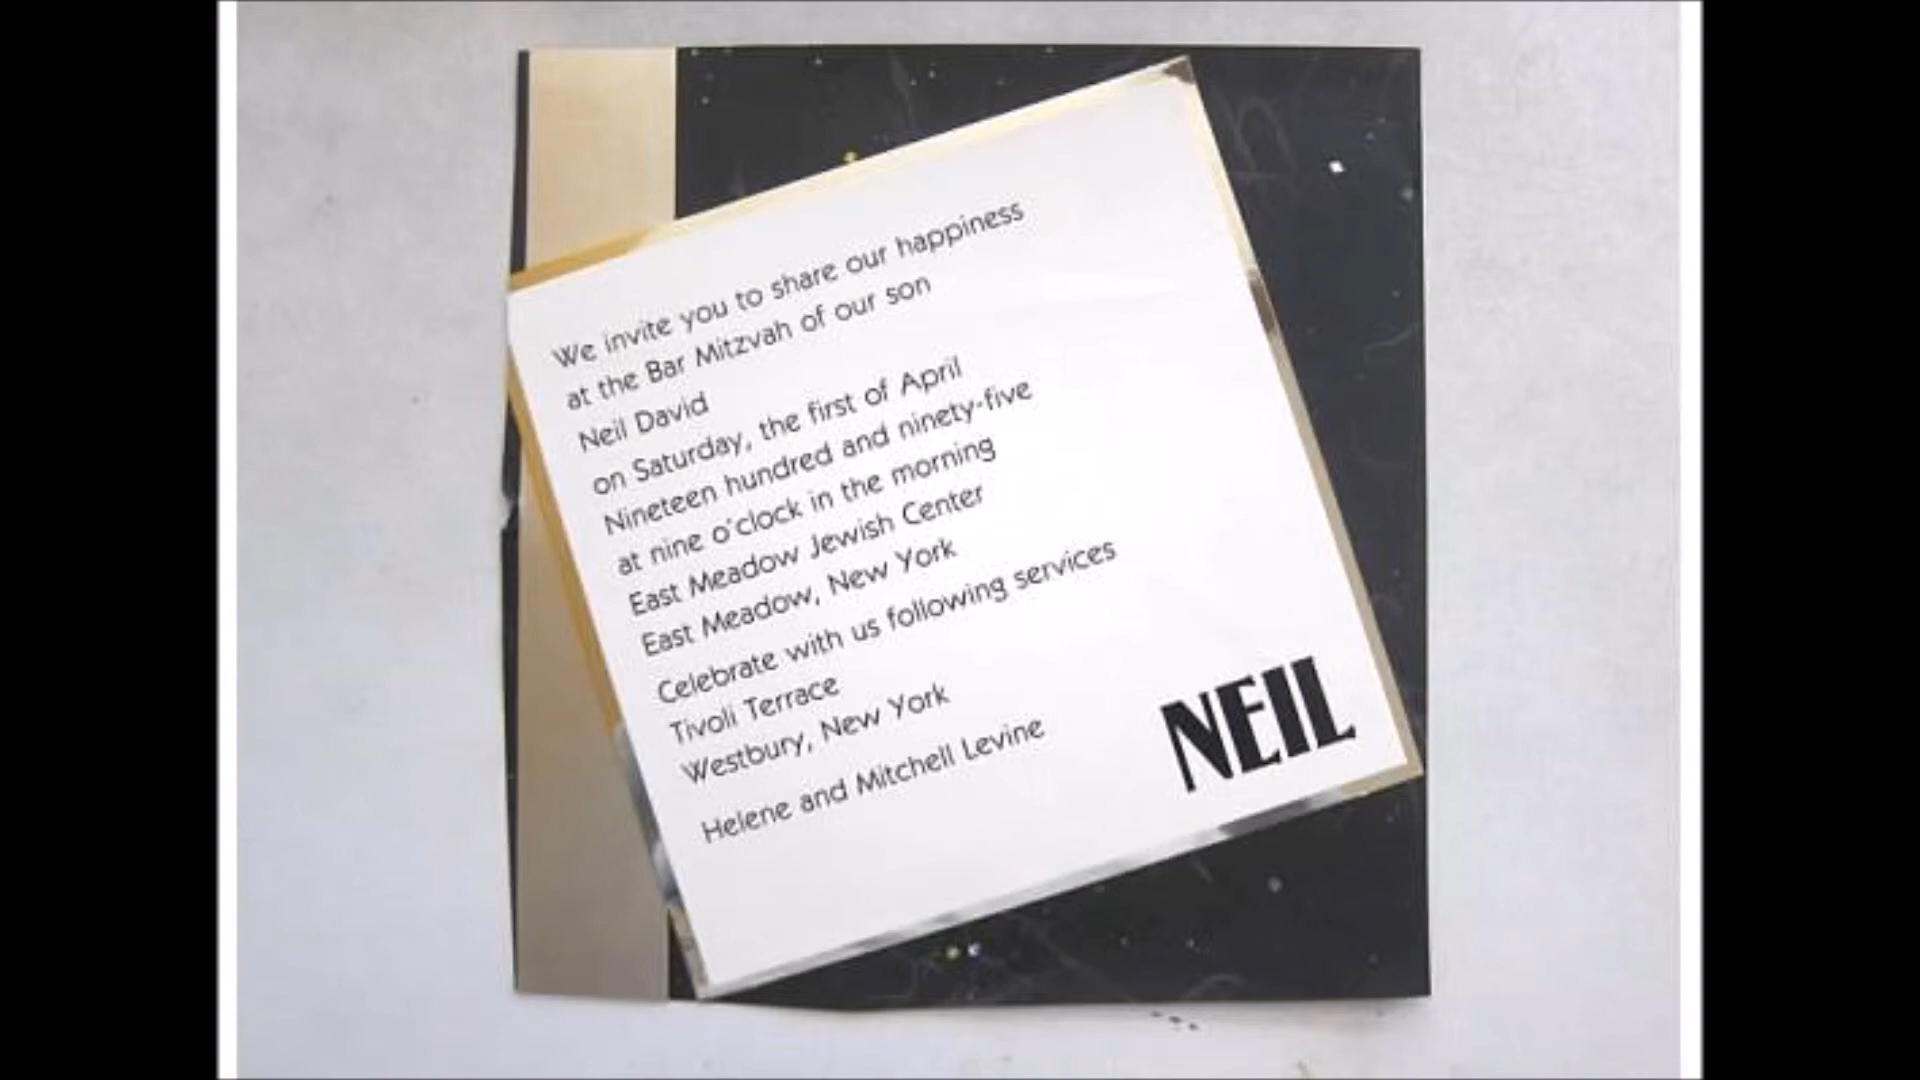 We invite you to share our happiness
at the Bar Mitzvah of our son
Neil David
on Saturday, the first of April
Nineteen hundred and ninety-five
at nine o'clock in the morning
East Meadow Jewish Center
East Meadow, New York
Celebrate with us following services
Tivoli Terrace
Westbury, New York
Helene and Mitchell Levine
NEIL